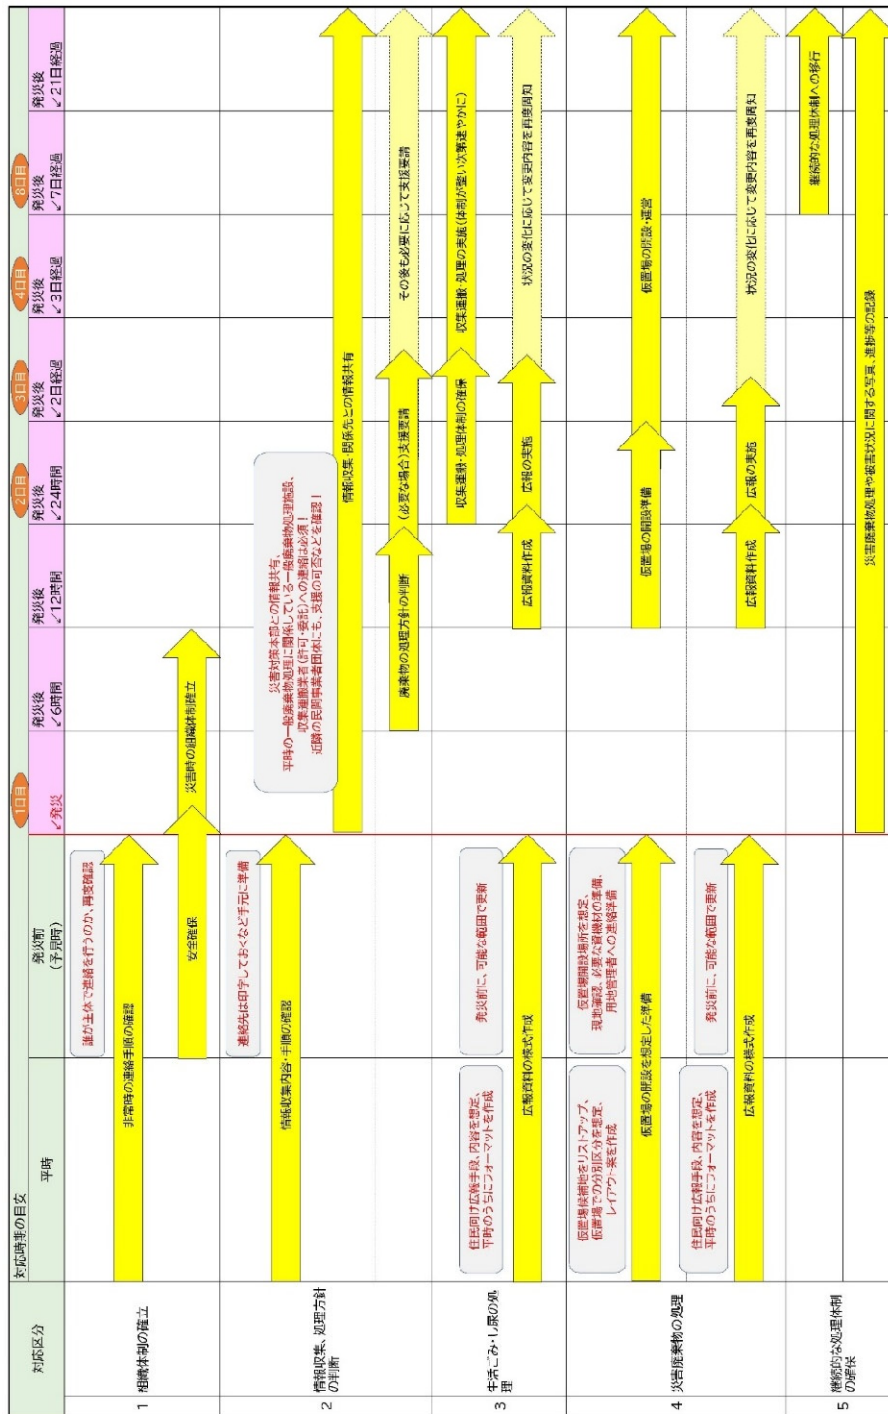 対応区分
対応時期の目安
平時
発災前
(予見時)
1日目
↙発災
発災後
↙6時間
発災後
↙12時間
2日目
発災後
↙24時間
3日目
発災後
↙2日経過
4日目
発災後
↙3日経過
8日目
発災後
↙7日経過
発災後
↙21日経過
1
組織体制の確立
誰が主体で連絡を行うのか、再度確認
非常時の連絡手順の確認
安全確保
災害時の組織体制確立
2
情報収集、処理方針
の判断
連絡先は印字しておくなど手元に準備
情報収集内容・手順の確認
災害対策本部との情報共有、
平時の一般廃棄物処理に関係している一般廃棄物処理施設、
収集運搬業者(許可・委託)への連絡は必須!
近隣の民間事業者団体にも、支援の可否などを確認!
情報収集・関係先との情報共有
廃棄物の処理方針の判断
(必要な場合)支援要請
その後も必要に応じて支援要請
3
生活ごみ・し尿の処
理
収集運搬・処理体制の確保
収集運搬・処理の実施(体制が整い次第速やかに)
住民向け広報手段、内容を想定、
平時のうちにフォーマットを作成
発災前に、可能な範囲で更新
広報資料の様式作成
広報資料作成
広報の実施
状況の変化に応じて変更内容を再度周知
4
災害廃棄物の処理
仮置場候補地をリストアップ、
仮置場での分別区分を想定、
レイアウト案を作成
仮置場開設場所を想定、
現地確認、必要な資機材の準備、
用地管理者への連絡準備
仮置場の開設を想定した準備
仮置場の開設準備
仮置場の開設・運営
住民向け広報手段、内容を想定、
平時のうちにフォーマットを作成
発災前に、可能な範囲で更新
広報資料の様式作成
広報資料作成
広報の実施
状況の変化に応じて変更内容を再度周知
5
継続的な処理体制
の確保
継続的な処理体制への移行
災害廃棄物処理や被害状況に関する写真、進捗等の記録